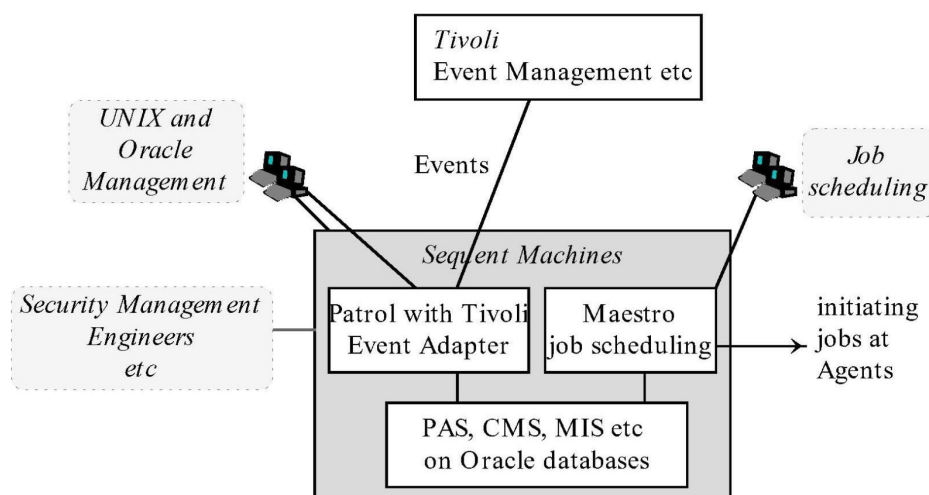 Tivoli
Event Management etc
UNIX and
Oracle
Management
Events
Job
scheduling
Sequent Machines
Security Management
Engineers
etc
Patrol with Tivoli
Event Adapter
Maestro
job scheduling
initiating
jobs at
Agents
PAS, CMS, MIS etc
on Oracle databases